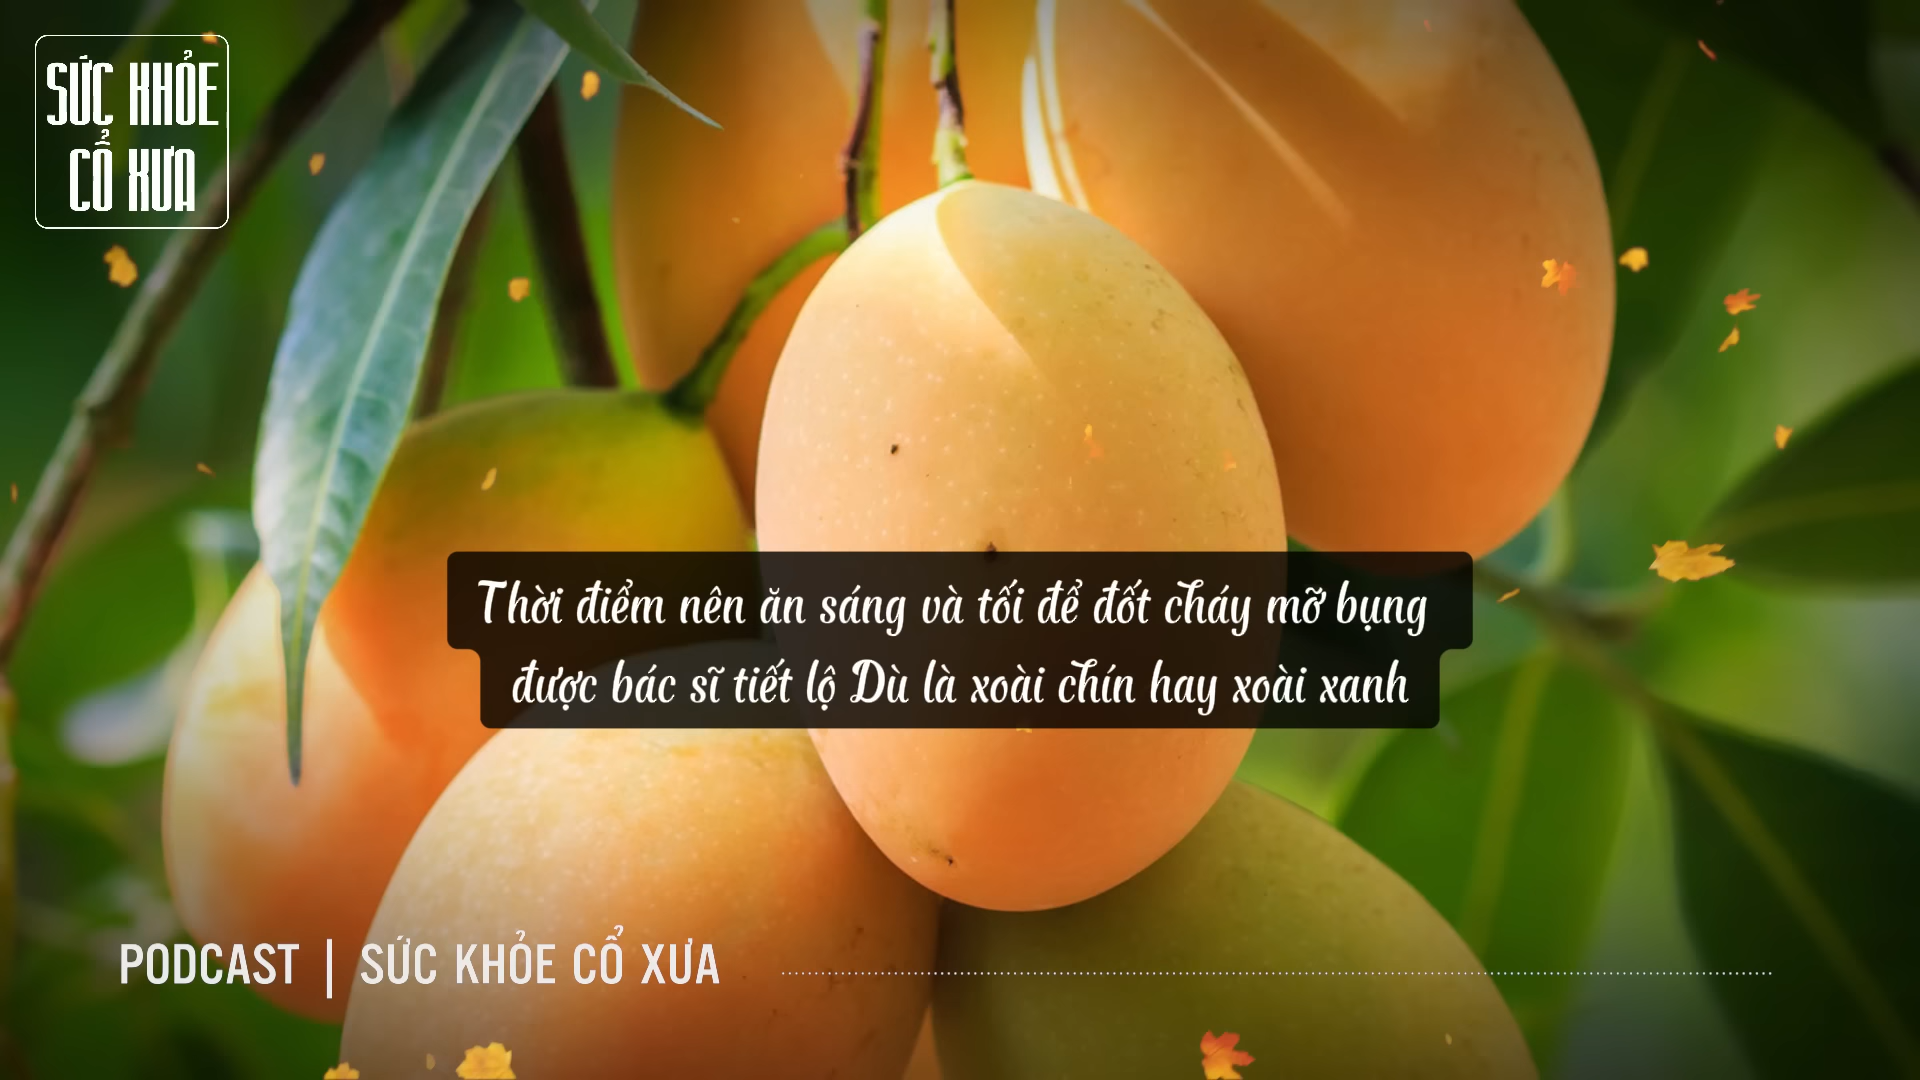 SỨC KHỎE
CỔ XƯA
Thời điểm nên ăn sáng và tối để đốt cháy mỡ bụng
được bác sĩ tiết lộ Dù là xoài chín hay xoài xanh
PODCAST | SỨC KHỎE CỔ XƯA